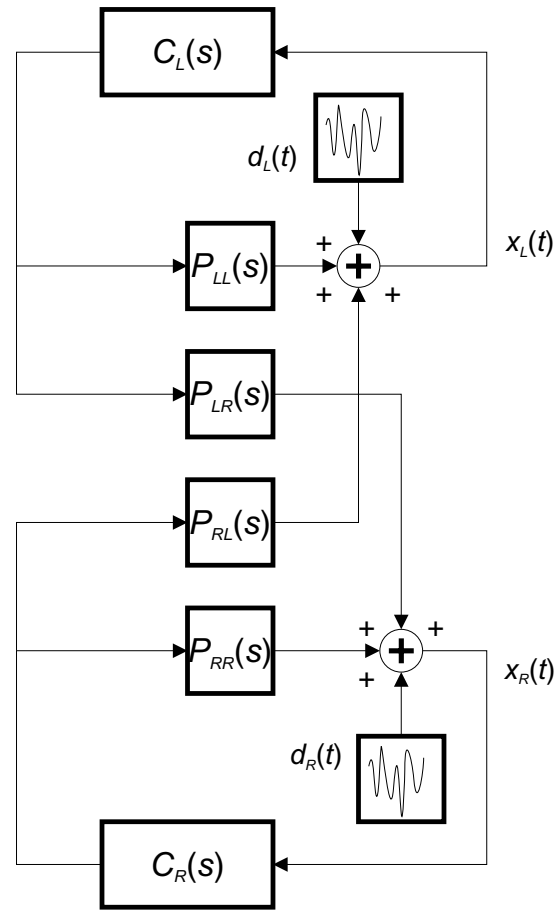 C_L(s)
d_L(t)
+
P_LL(s)
+
+
+
x_L(t)
P_LR(s)
P_RL(s)
+
+
P_RR(s)
+
+
x_R(t)
d_R(t)
C_R(s)